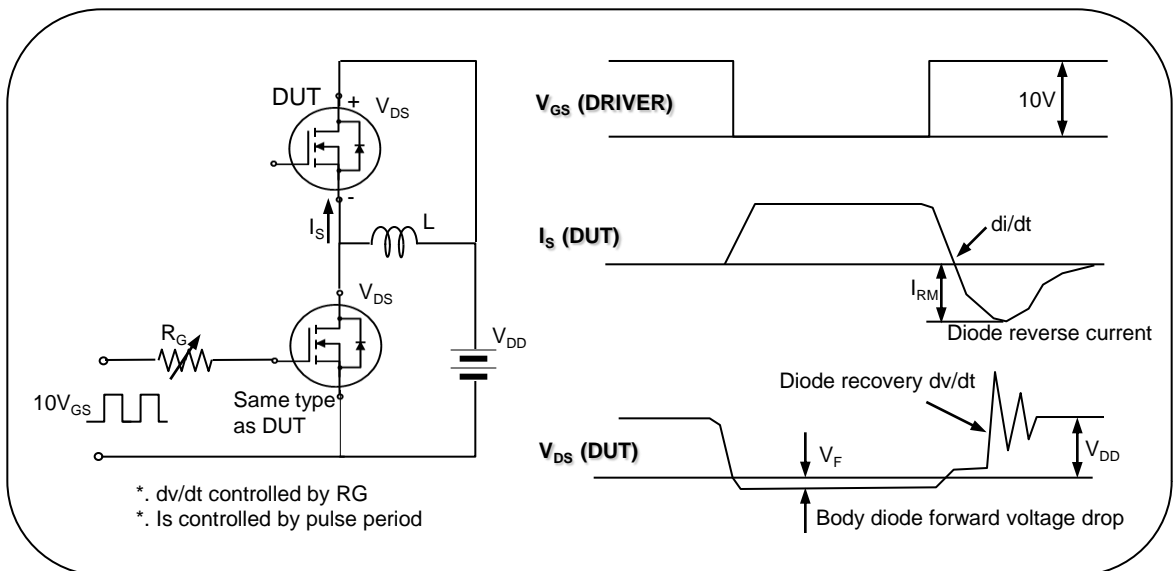 DUT
+
V_DS
-
I_S
L
V_DS
R_G
V_DD
10V_GS
Same type
as DUT
*. dv/dt controlled by RG
*. Is controlled by pulse period
V_GS (DRIVER)
10V
I_S (DUT)
di/dt
I_RM
Diode reverse current
Diode recovery dv/dt
V_DS (DUT)
V_F
V_DD
Body diode forward voltage drop